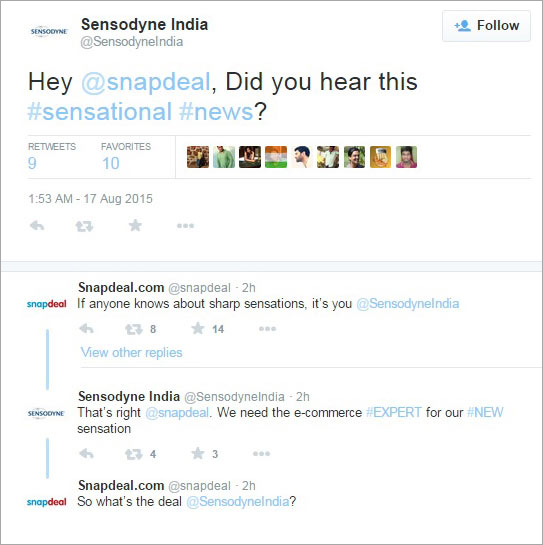 SENSODYNE
Sensodyne India
@SensodyneIndia
Follow
Hey @snapdeal, Did you hear this
#sensational #news?
RETWEETS FAVORITES
9 10
1:53 AM - 17 Aug 2015
Snapdeal.com @snapdeal · 2h
snapdeal
If anyone knows about sharp sensations, it's you @SensodyneIndia
8 14
View other replies
Sensodyne India @SensodyneIndia · 2h
SENSODYNE
That's right @snapdeal. We need the e-commerce #EXPERT for our #NEW
sensation
4 3
Snapdeal.com @snapdeal · 2h
snapdeal
So what's the deal @SensodyneIndia?